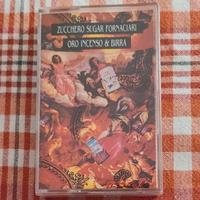 ZUCCHERO SUGAR FORNACIARI
ORO INCENSO & BIRRA